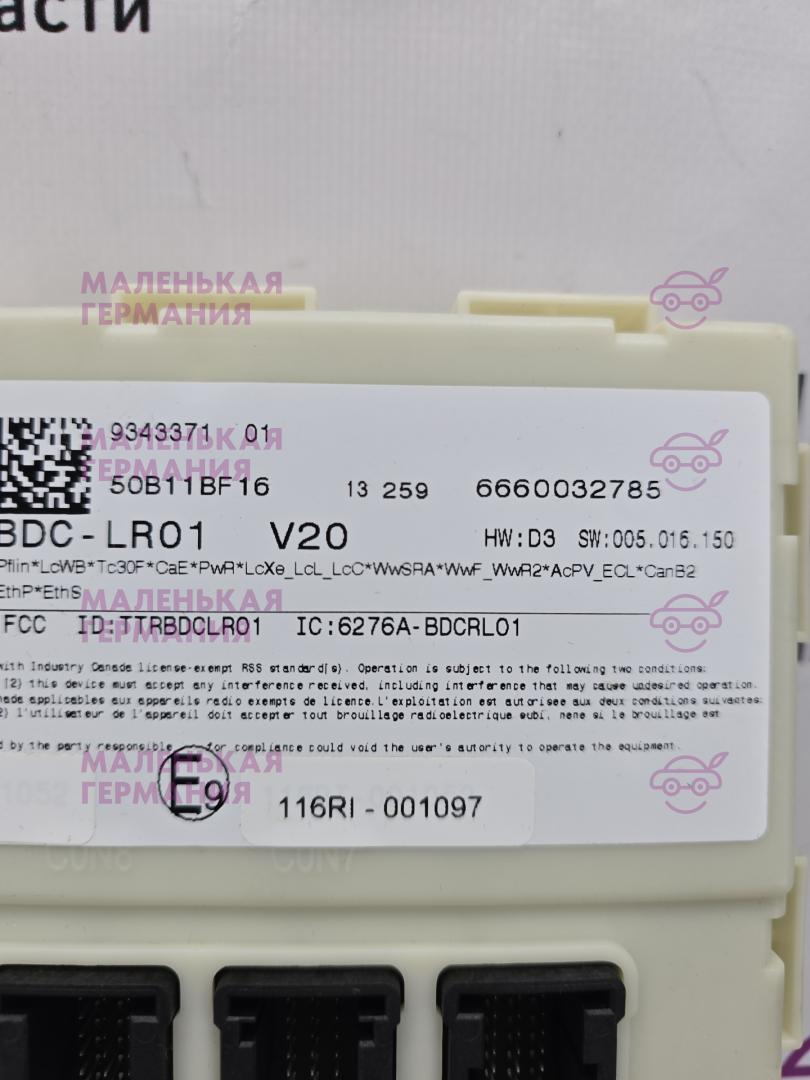 асти
МАЛЕНЬКАЯ
ГЕРМАНИЯ
9343371 01
МАЛЕНЬКАЯ
ГЕРМАНИЯ
50B11BF16 13 259 6660032785
BDC-LR01 V20 HW:D3 SW:005.016.150
Pflin*LcWB*Tc30F*CaE*PwR*LcXe_LcL_LcC*WwSRA*WwF_WwR2*AcPV_ECL*CanB2
EthP*EthS
МАЛЕНЬКАЯ
ГЕРМАНИЯ
FCC ID:TTRBDCLR01 IC:6276A-BDCRL01
with Industry Canada license-exempt RSS standard(s). Operation is subject to the following two conditions:
(2) this device must accept any interference received, including interference that may cause undesired operation.
nada applicables aux appareils radio exempts de licence.L'exploitation est autorisee aux deux conditions suivantes:
2) l'utilisateur de l'appareil doit accepter tout brouillage radioelectrique subi, nene si le brouillage est
d by the party responsible for compliance could void the user's authority to operate the equipment.
МАЛЕНЬКАЯ
ГЕРМАНИЯ
1052
E9
116RI - 001097
CON6 CON7